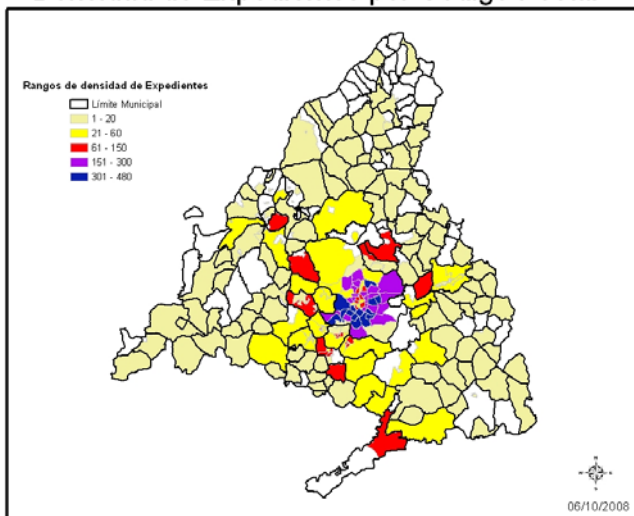 Rangos de densidad de Expedientes
Límite Municipal
1 - 20
21 - 60
61 - 150
151 - 300
301 - 480
06/10/2008